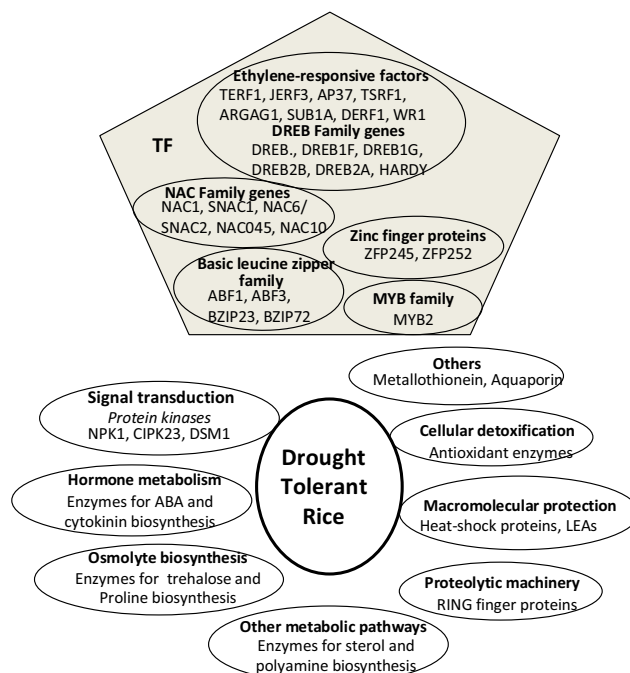 Ethylene-responsive factors
TERF1, JERF3, AP37, TSRF1,
ARGAG1, SUB1A, DERF1, WR1
DREB Family genes
DREB., DREB1F, DREB1G,
DREB2B, DREB2A, HARDY
TF
NAC Family genes
NAC1, SNAC1, NAC6/
SNAC2, NAC045, NAC10
Zinc finger proteins
ZFP245, ZFP252
Basic leucine zipper
family
ABF1, ABF3,
BZIP23, BZIP72
MYB family
MYB2
Others
Metallothionein, Aquaporin
Signal transduction
Protein kinases
NPK1, CIPK23, DSM1
Cellular detoxification
Antioxidant enzymes
Drought
Tolerant
Rice
Hormone metabolism
Enzymes for ABA and
cytokinin biosynthesis
Macromolecular protection
Heat-shock proteins, LEAs
Osmolyte biosynthesis
Enzymes for trehalose and
Proline biosynthesis
Proteolytic machinery
RING finger proteins
Other metabolic pathways
Enzymes for sterol and
polyamine biosynthesis